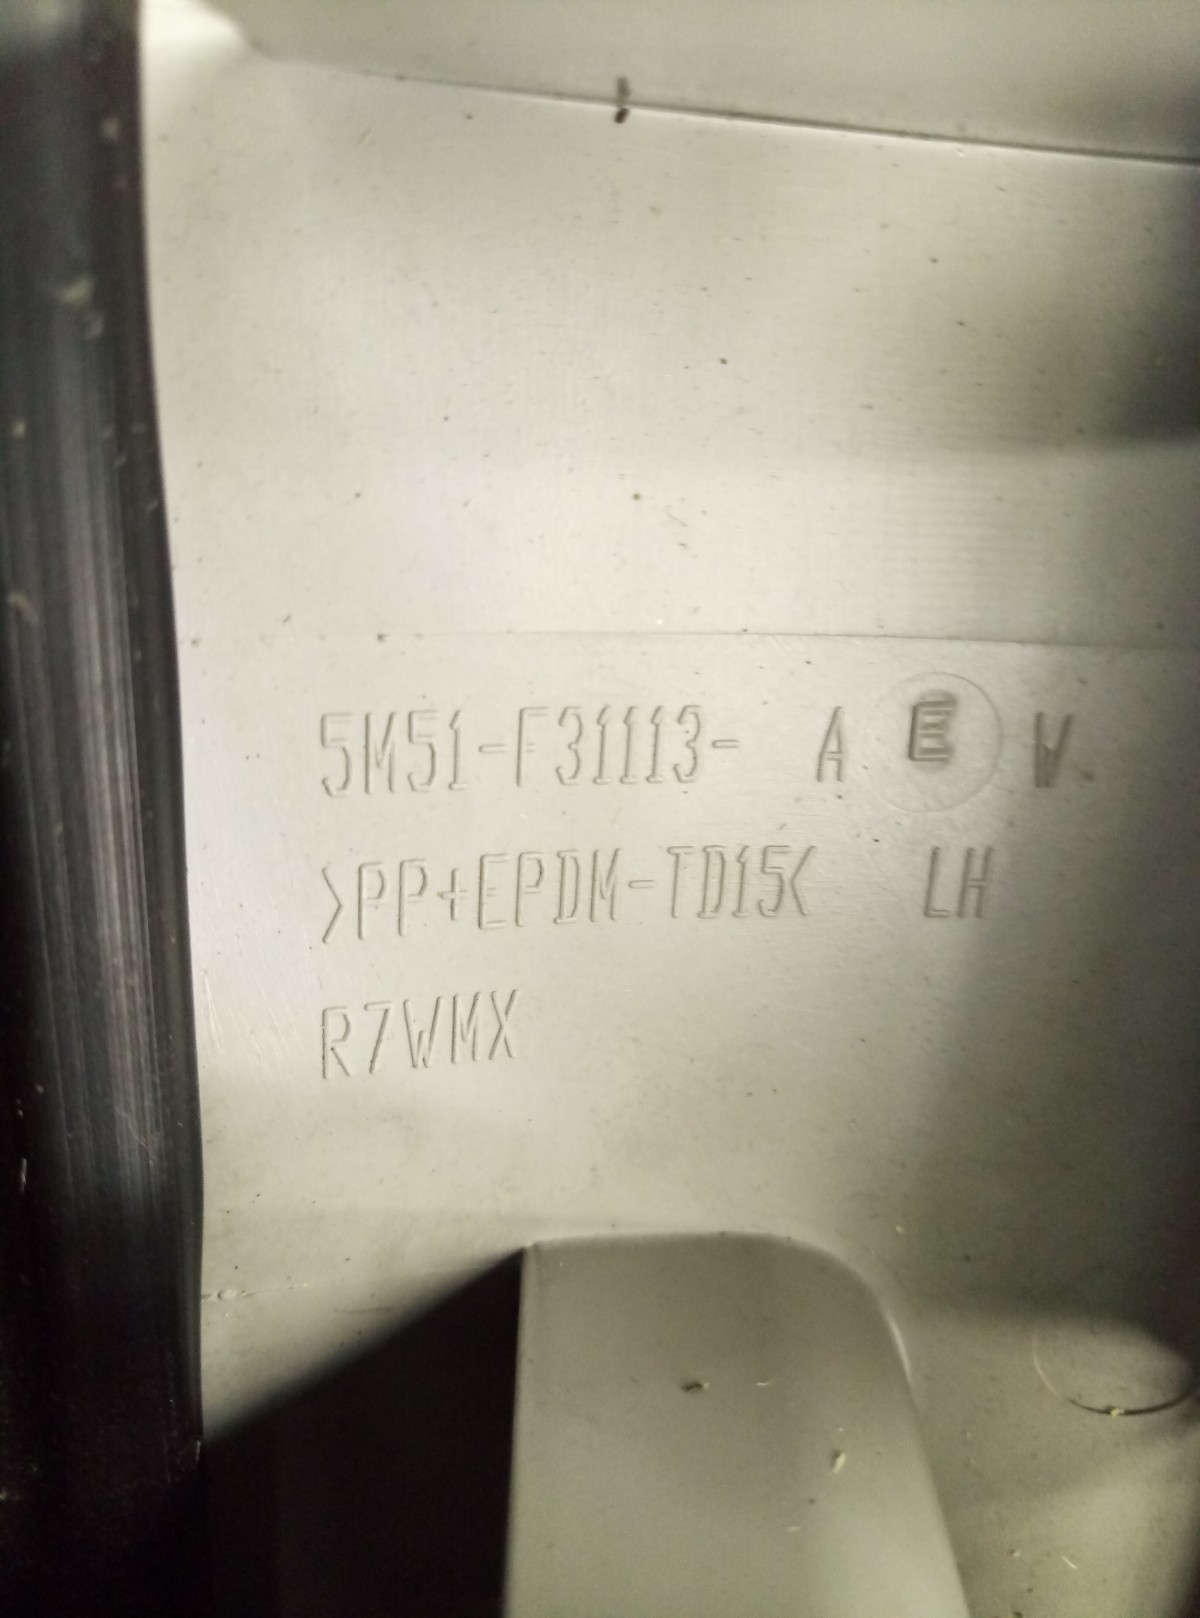 5M51-F31113- A E W
>PP+EPDM-TD15< LH
R7WMX